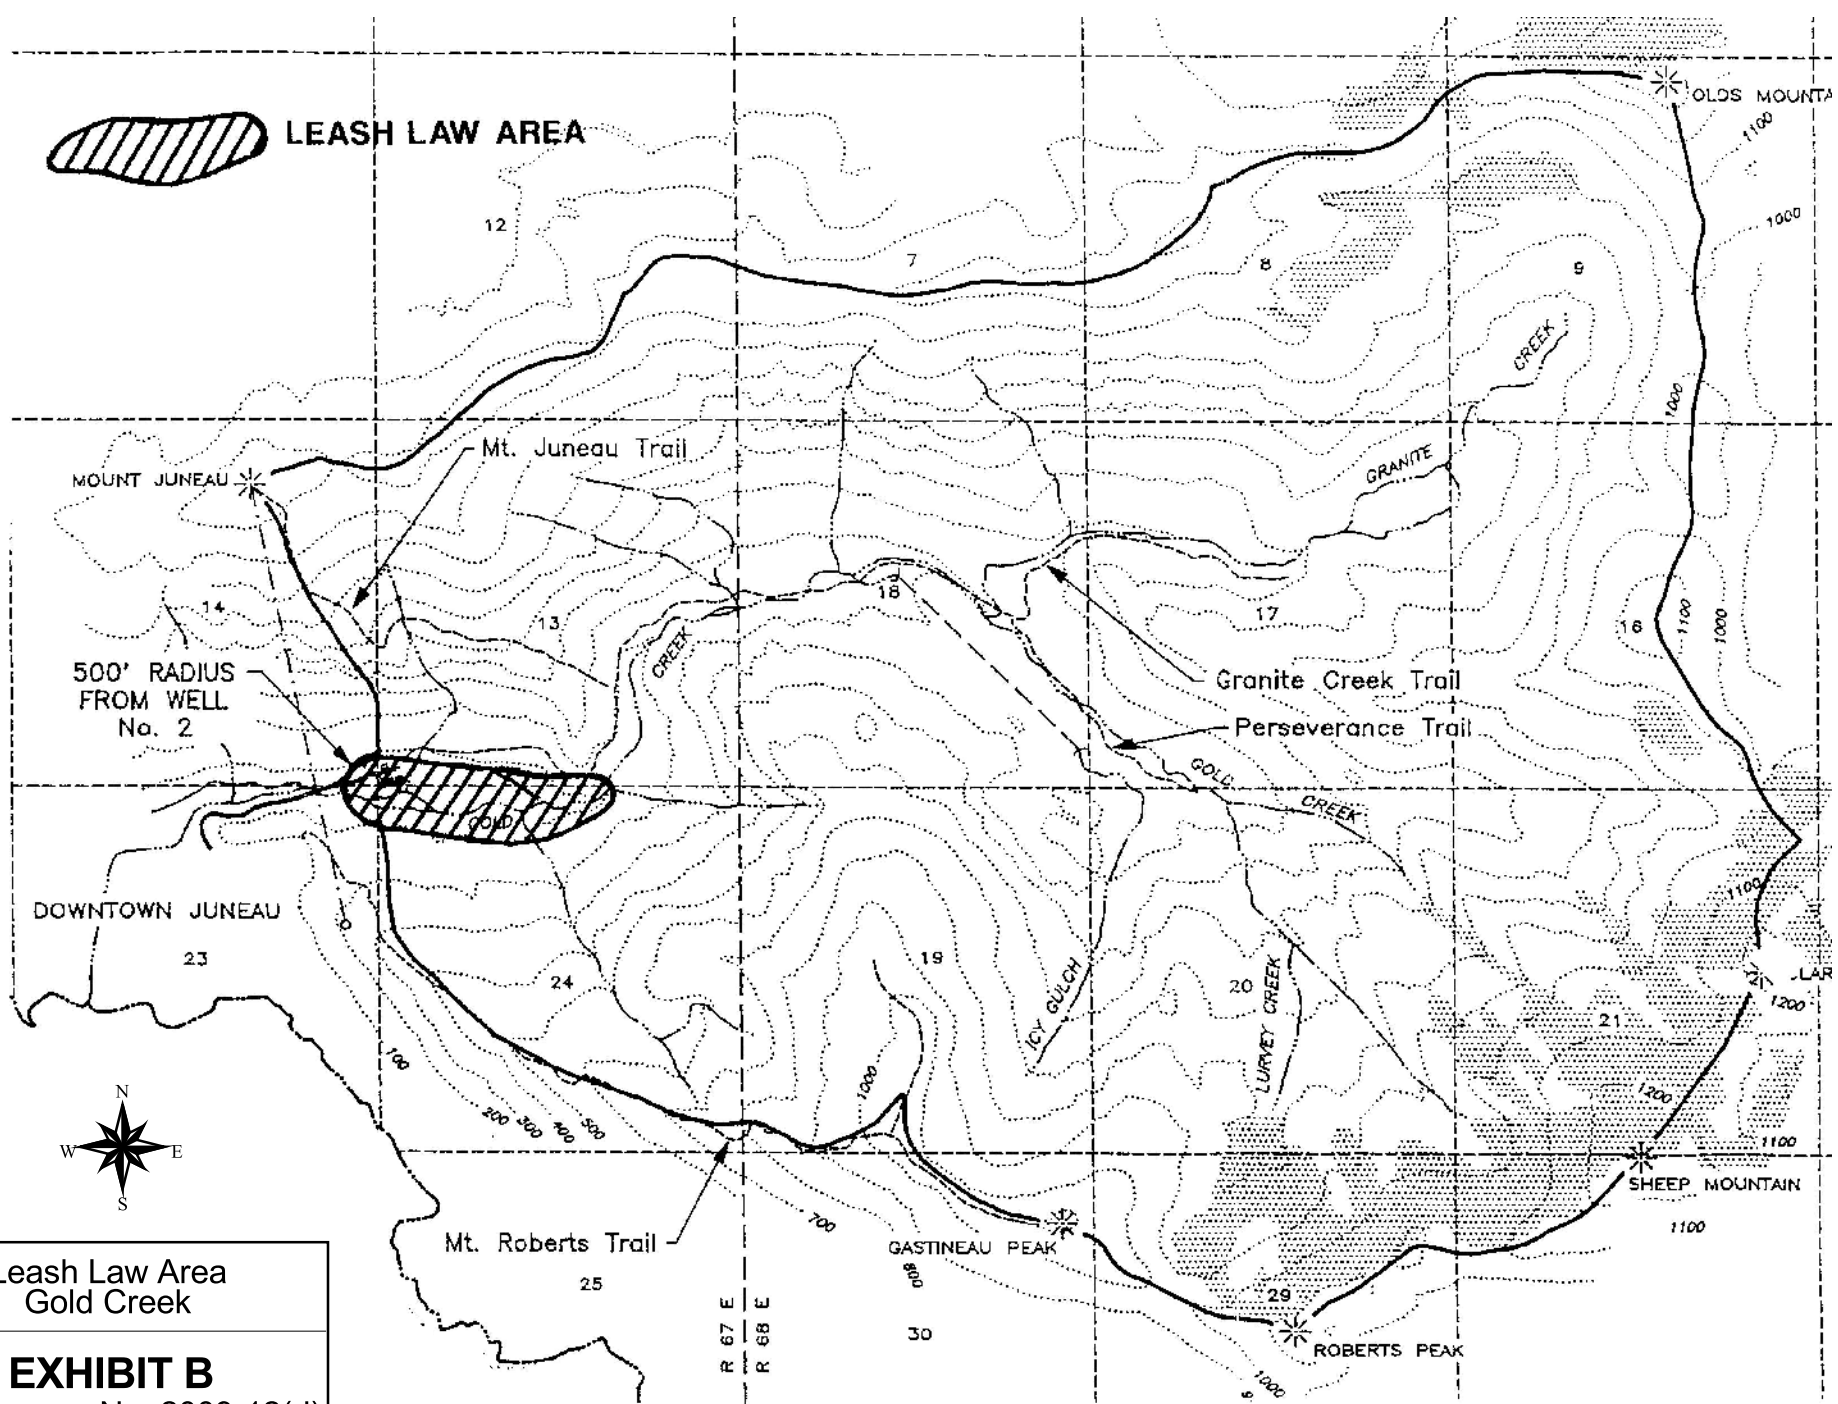 LEASH LAW AREA
OLDS
1100
12
1000
7
8
9
CREEK
1000
Mt. Juneau Trail
MOUNT JUNEAU
GRANITE
18
14
13
17
1100
1000
16
CREEK
500' RADIUS
FROM WELL
No. 2
Granite Creek Trail
Perseverance Trail
GOLD
CREEK
GOLD
1100
DOWNTOWN JUNEAU
23
24
19
20
ICY GULCH
LURVEY CREEK
21
1200
100
1000
200
300
400
500
1200
N
W
E
S
1100
SHEEP MOUNTAIN
1100
700
Mt. Roberts Trail
GASTINEAU PEAK
800
25
29
R 67 E
R 68 E
30
ROBERTS PEAK
1000
Leash Law Area
Gold Creek
EXHIBIT B